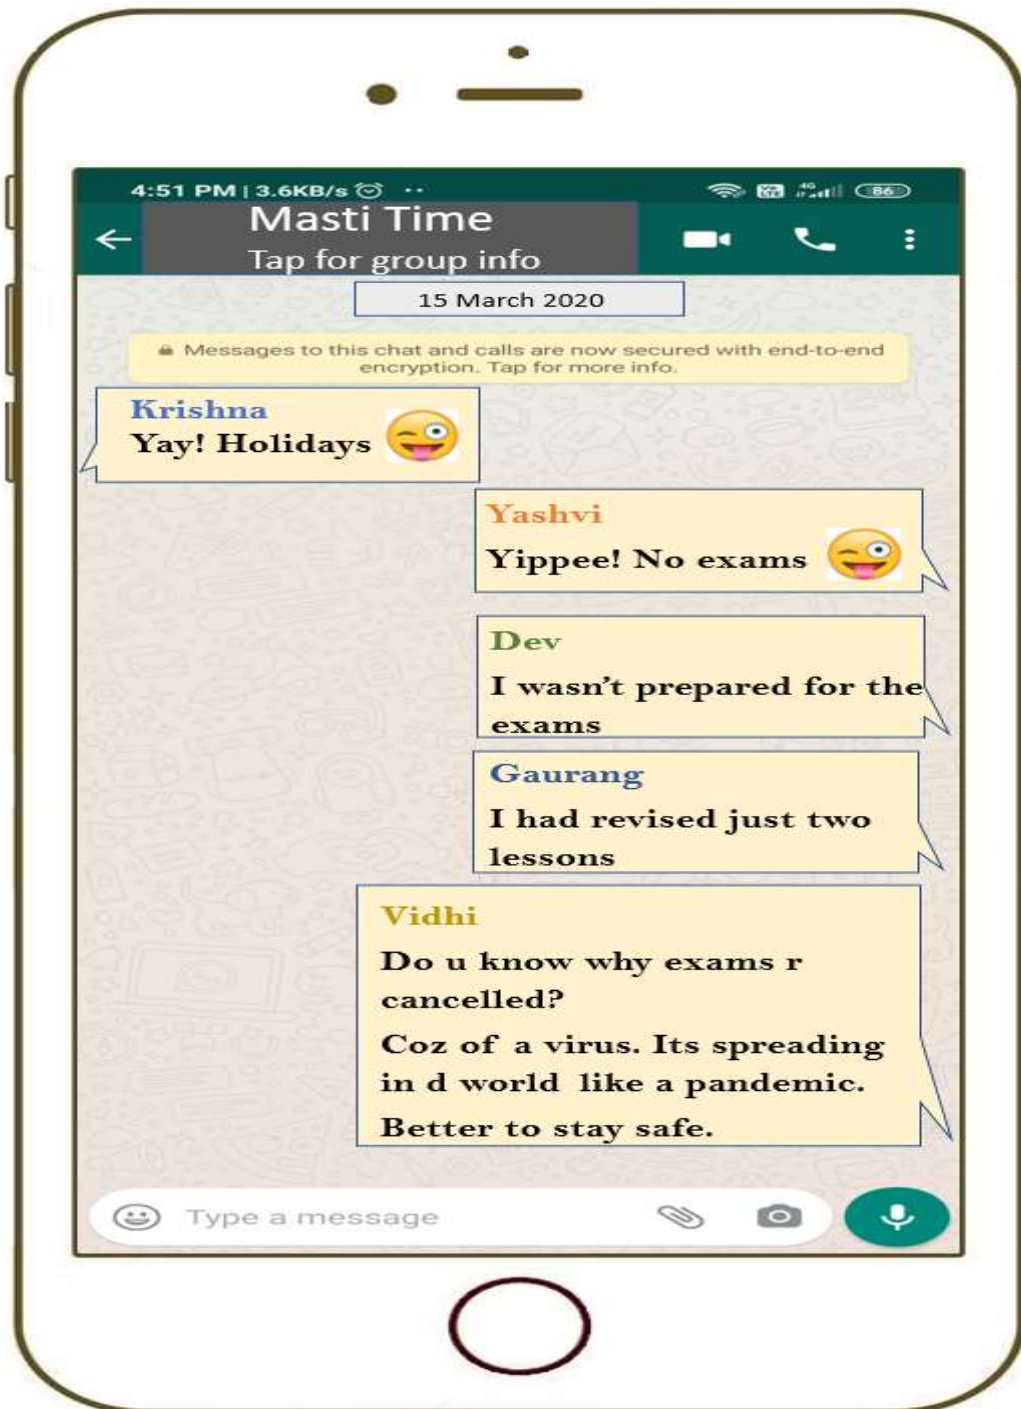 4:51 PM | 3.6KB/s
4G
86
Masti Time
Tap for group info
15 March 2020
Messages to this chat and calls are now secured with end-to-end
encryption. Tap for more info.
Krishna
Yay! Holidays
Yashvi
Yippee! No exams
Dev
I wasn't prepared for the
exams
Gaurang
I had revised just two
lessons
Vidhi
Do u know why exams r
cancelled?
Coz of a virus. Its spreading
in d world like a pandemic.
Better to stay safe.
Type a message